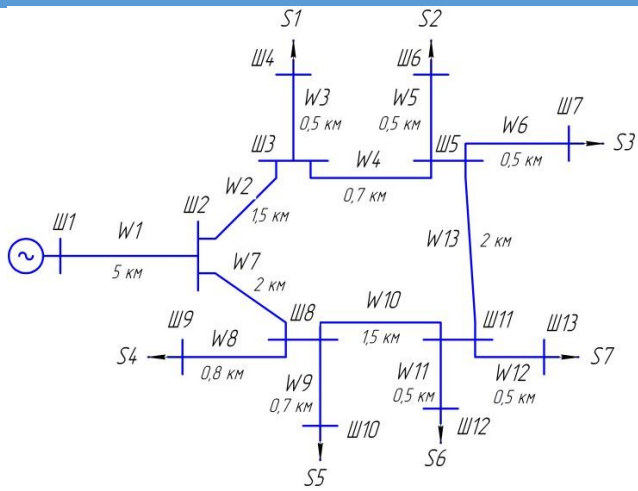 S1
S2
Ш4
Ш6
W3
0,5 км
W5
0,5 км
Ш7
Ш3
Ш5
W6
0,5 км
S3
W4
0,7 км
W2
1,5 км
Ш2
Ш1
W1
5 км
W13
2 км
W7
2 км
W10
1,5 км
Ш8
Ш11
Ш9
Ш13
S4
W8
0,8 км
W9
0,7 км
W11
0,5 км
W12
0,5 км
S7
Ш10
Ш12
S5
S6